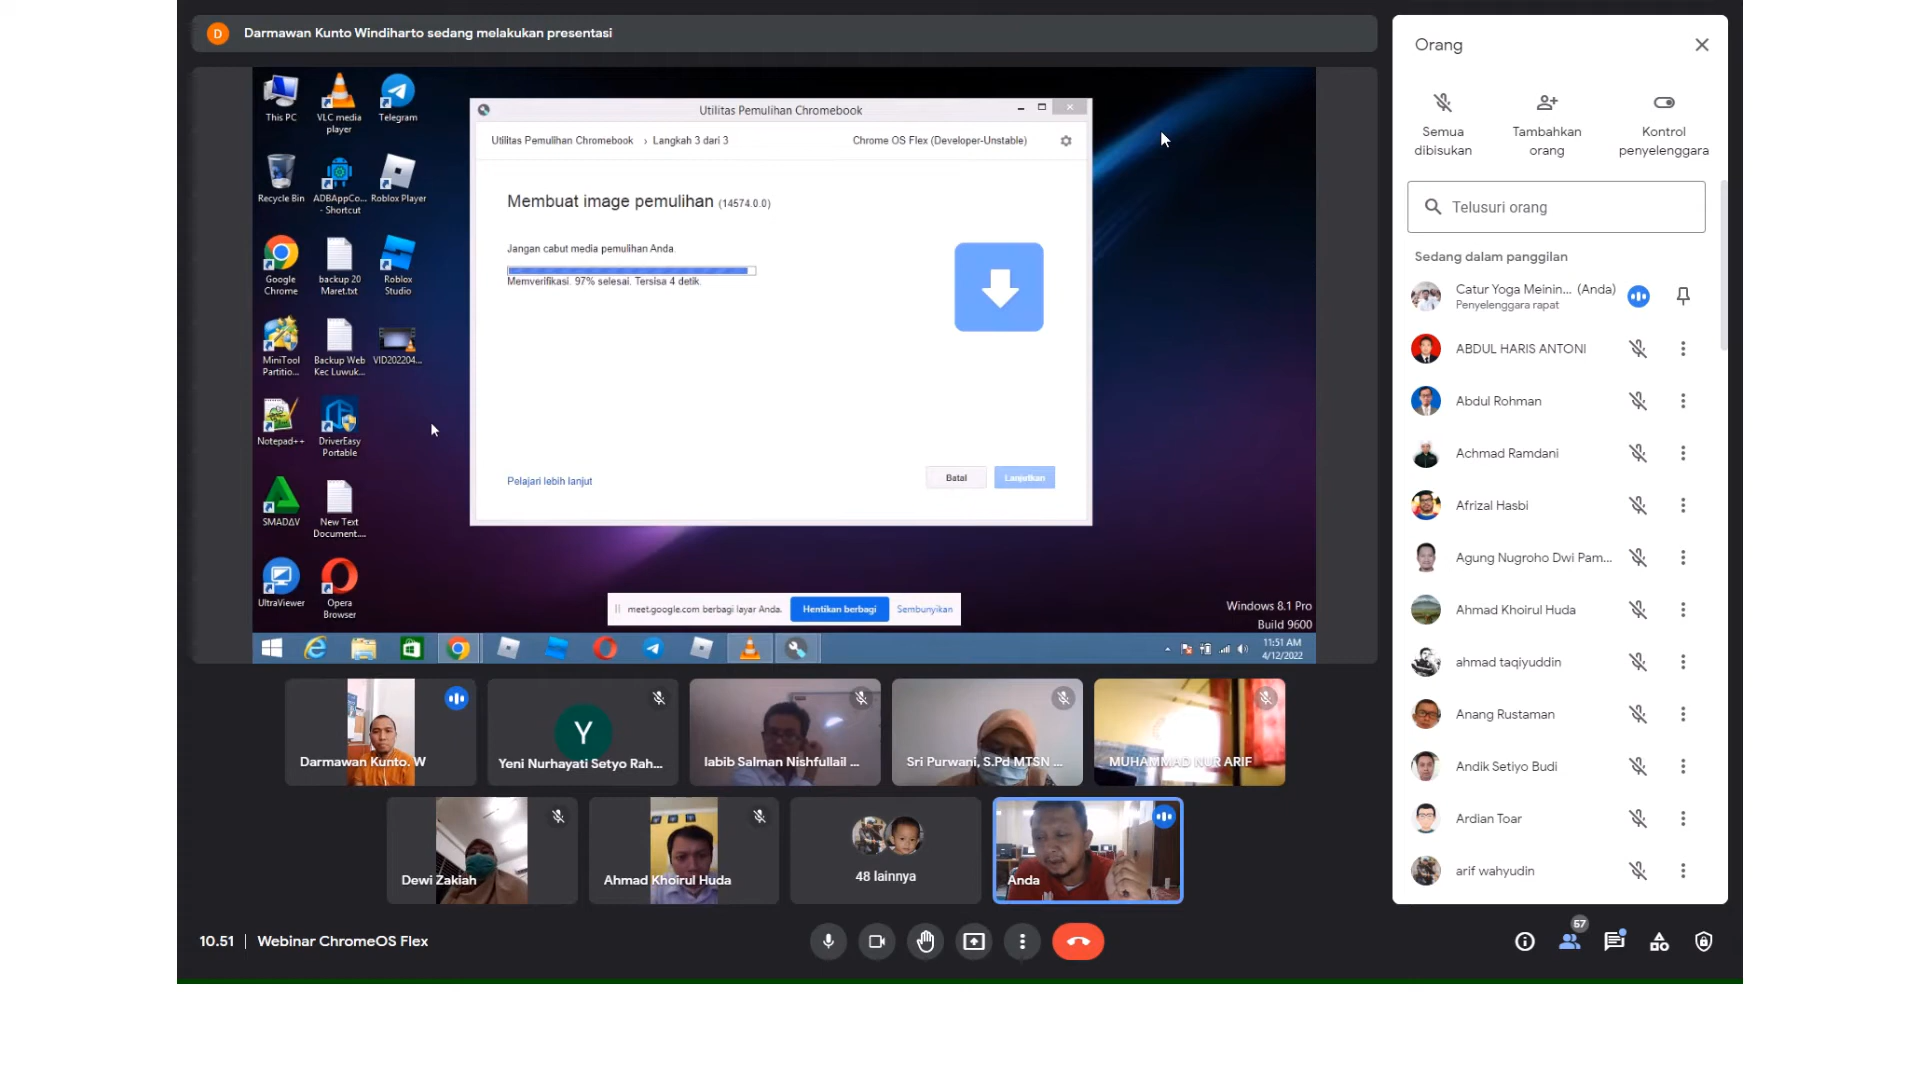 D
Darmawan Kunto Windiharto sedang melakukan presentasi
This PC
VLC media player
Telegram
Recycle Bin
ADBAppCo... - Shortcut
Roblox Player
Google Chrome
backup 20 Maret.txt
Roblox Studio
MiniTool Partitio...
Backup Web Kec Luwuk...
VID202204...
Notepad++
DriverEasy Portable
SMADΔV
New Text Document....
UltraViewer
Opera Browser
Utilitas Pemulihan Chromebook
Utilitas Pemulihan Chromebook › Langkah 3 dari 3
Chrome OS Flex (Developer-Unstable)
Membuat image pemulihan (14574.0.0)
Jangan cabut media pemulihan Anda.
Memverifikasi. 97% selesai. Tersisa 4 detik.
Pelajari lebih lanjut
Batal
Lanjutkan
meet.google.com berbagi layar Anda.
Hentikan berbagi
Sembunyikan
Windows 8.1 Pro
Build 9600
11:51 AM
4/12/2022
Darmawan Kunto. W
Y
Yeni Nurhayati Setyo Rah...
labib Salman Nishfullail ...
Sri Purwani, S.Pd MTSN ...
MUHAMMAD NUR ARIF
Dewi Zakiah
Ahmad Khoirul Huda
48 lainnya
Anda
10.51
Webinar ChromeOS Flex
57
Orang
Semua dibisukan
Tambahkan orang
Kontrol penyelenggara
Telusuri orang
Sedang dalam panggilan
Catur Yoga Meinin... (Anda)
Penyelenggara rapat
ABDUL HARIS ANTONI
Abdul Rohman
Achmad Ramdani
Afrizal Hasbi
Agung Nugroho Dwi Pam...
Ahmad Khoirul Huda
ahmad taqiyuddin
Anang Rustaman
Andik Setiyo Budi
Ardian Toar
arif wahyudin